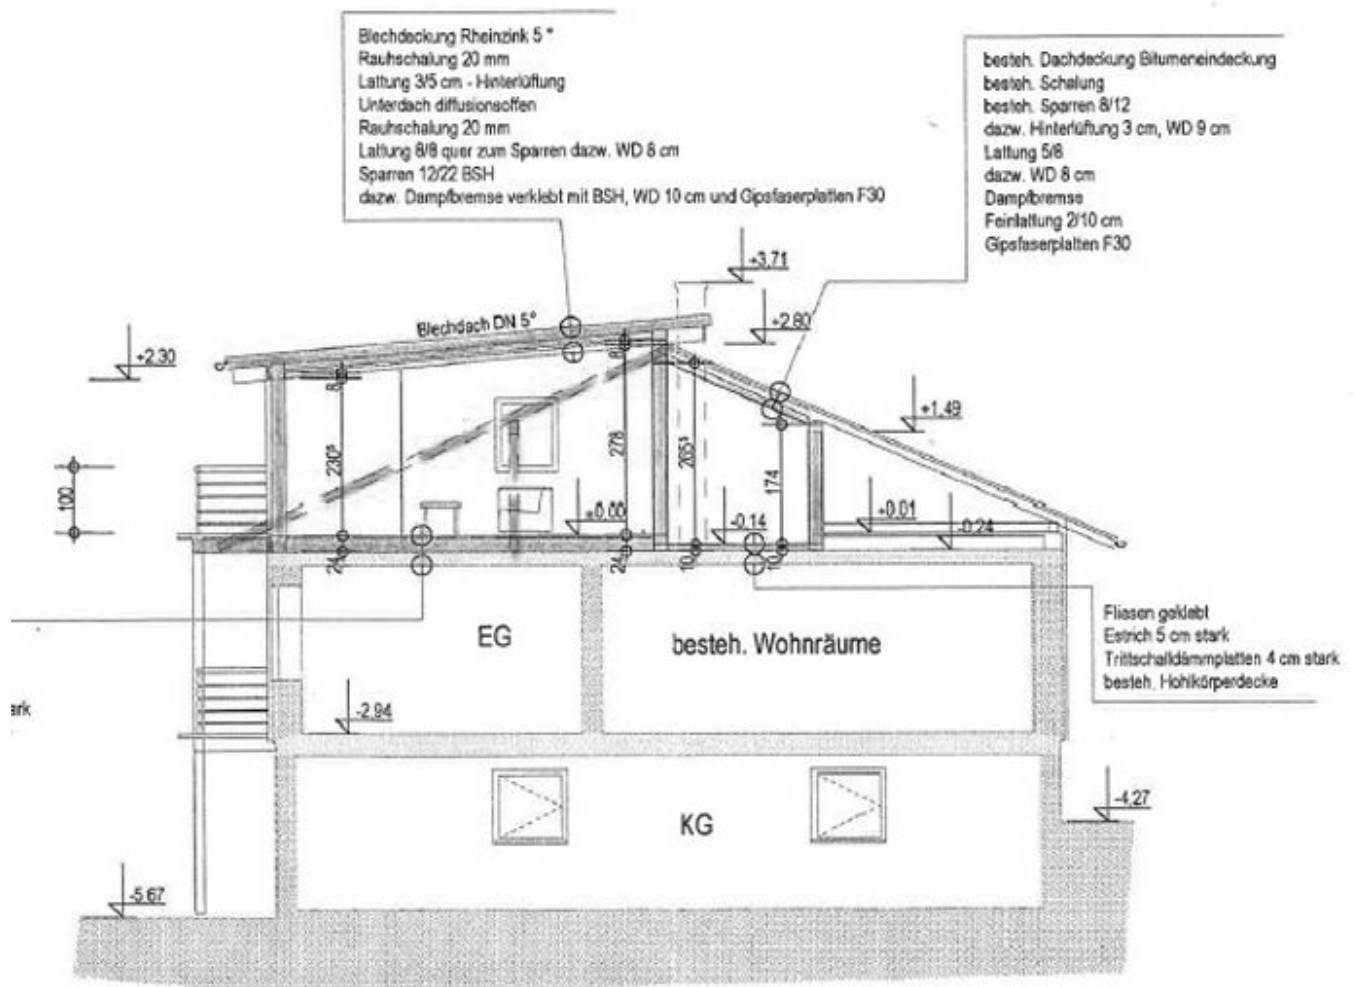 Blechdeckung Rheinzink 5 °
Rauhschalung 20 mm
Lattung 3/5 cm - Hinterlüftung
Unterdach diffusionsoffen
Rauhschalung 20 mm
Lattung 8/8 quer zum Sparren dazw. WD 8 cm
Sparren 12/22 BSH
dazw. Dampfbremse verklebt mit BSH, WD 10 cm und Gipsfaserplatten F30
besteh. Dachdeckung Bitumeneindeckung
besteh. Schalung
besteh. Sparren 8/12
dazw. Hinterlüftung 3 cm, WD 9 cm
Lattung 5/8
dazw. WD 8 cm
Dampfbremse
Feinlattung 2/10 cm
Gipsfaserplatten F30
+3,71
Blechdach DN 5°
+2.80
+2.30
8
8
+1.49
230⁵
278
265⁵
174
100
±0.00
-0.14
+0.01
-0.24
24
24
10
10
EG
besteh. Wohnräume
Fliesen geklebt
Estrich 5 cm stark
Trittschalldämmplatten 4 cm stark
besteh. Hohlkörperdecke
ark
-2.94
KG
-4,27
-5.67